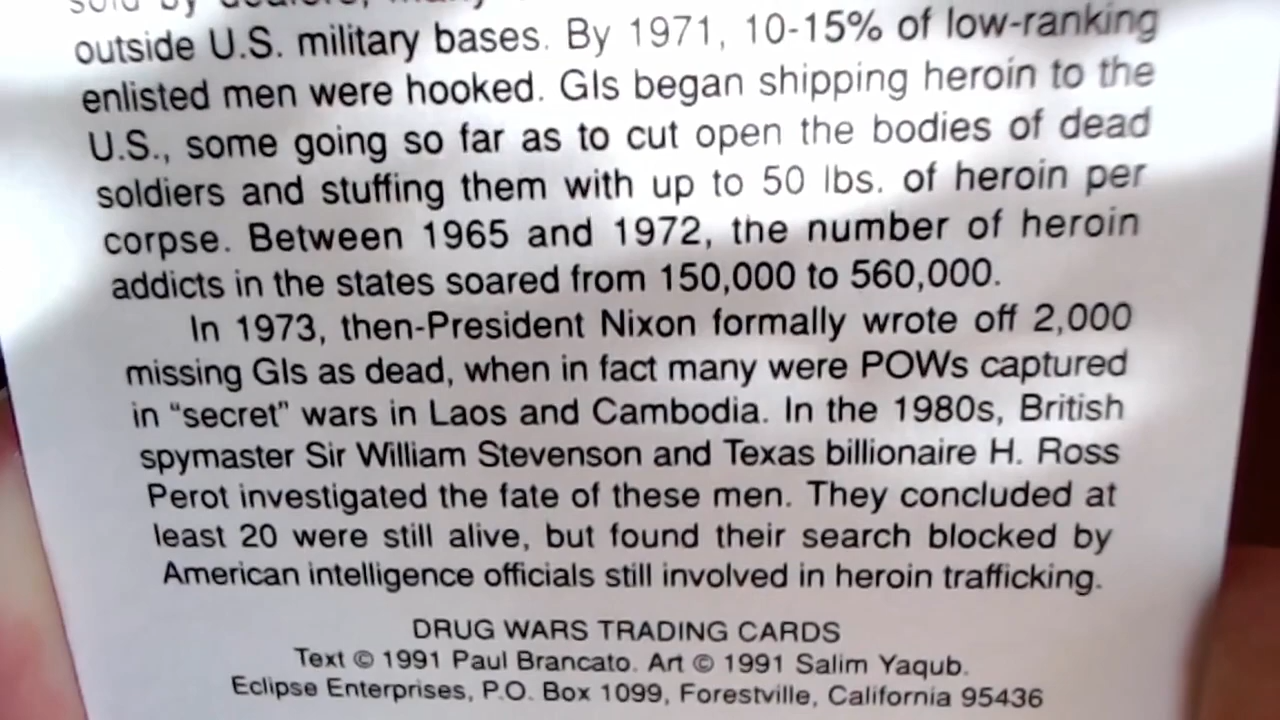 sold by dealers, many
outside U.S. military bases. By 1971, 10-15% of low-ranking
enlisted men were hooked. GIs began shipping heroin to the
U.S., some going so far as to cut open the bodies of dead
soldiers and stuffing them with up to 50 lbs. of heroin per
corpse. Between 1965 and 1972, the number of heroin
addicts in the states soared from 150,000 to 560,000.
In 1973, then-President Nixon formally wrote off 2,000
missing GIs as dead, when in fact many were POWs captured
in “secret” wars in Laos and Cambodia. In the 1980s, British
spymaster Sir William Stevenson and Texas billionaire H. Ross
Perot investigated the fate of these men. They concluded at
least 20 were still alive, but found their search blocked by
American intelligence officials still involved in heroin trafficking.
DRUG WARS TRADING CARDS
Text © 1991 Paul Brancato. Art © 1991 Salim Yaqub.
Eclipse Enterprises, P.O. Box 1099, Forestville, California 95436